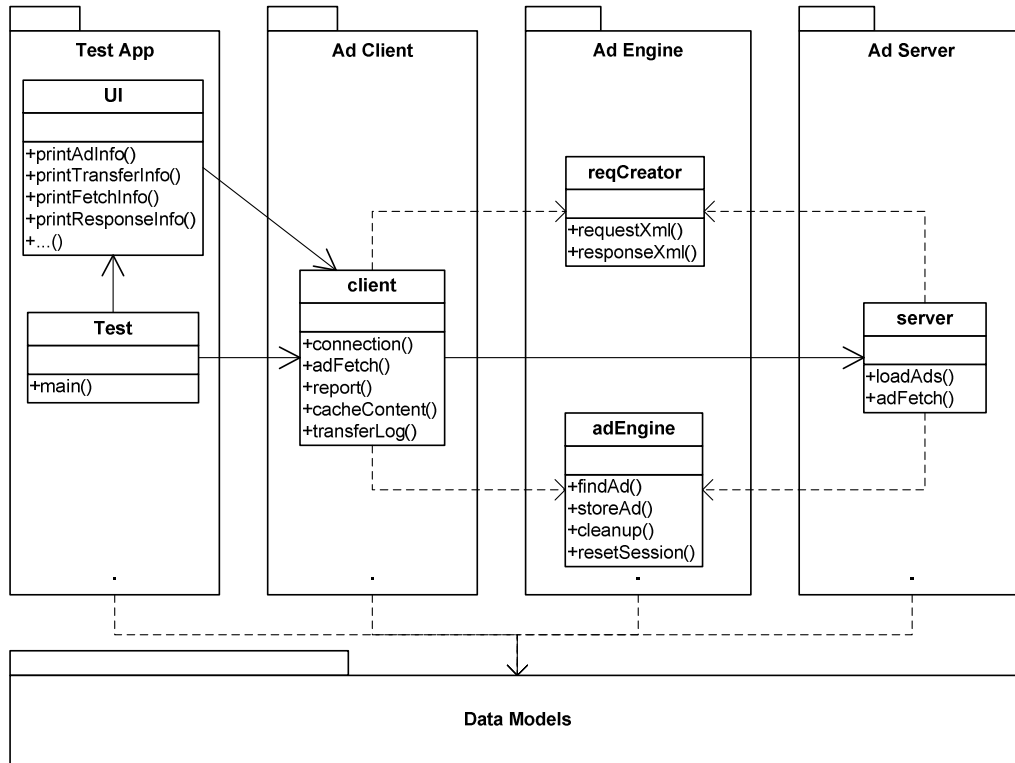 Test App
UI
+printAdInfo()
+printTransferInfo()
+printFetchInfo()
+printResponseInfo()
+...()
Test
+main()
Ad Client
client
+connection()
+adFetch()
+report()
+cacheContent()
+transferLog()
Ad Engine
reqCreator
+requestXml()
+responseXml()
adEngine
+findAd()
+storeAd()
+cleanup()
+resetSession()
Ad Server
server
+loadAds()
+adFetch()
Data Models